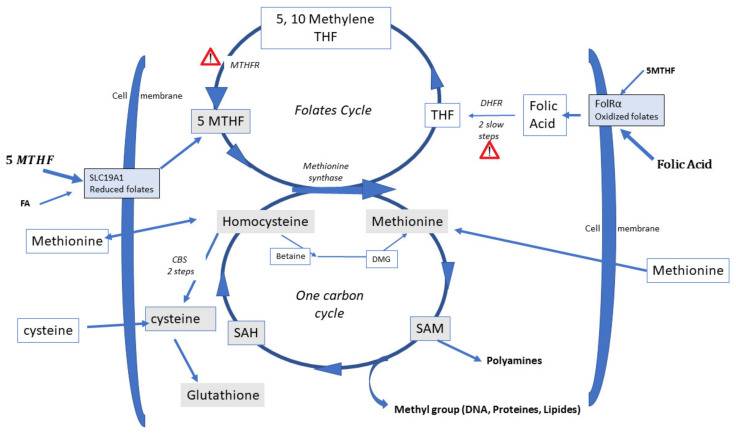 5, 10 Methylene
THF
MTHFR
Cell membrane
Folates Cycle
5 MTHF
THF
DHFR
2 slow
steps
Folic
Acid
5MTHF
FolRα
Oxidized folates
Folic Acid
5 MTHF
FA
SLC19A1
Reduced folates
Methionine
synthase
Homocysteine
Methionine
Betaine
DMG
Methionine
Cell membrane
Methionine
CBS
2 steps
One carbon
cycle
cysteine
cysteine
SAH
SAM
Polyamines
Glutathione
Methyl group (DNA, Proteines, Lipides)